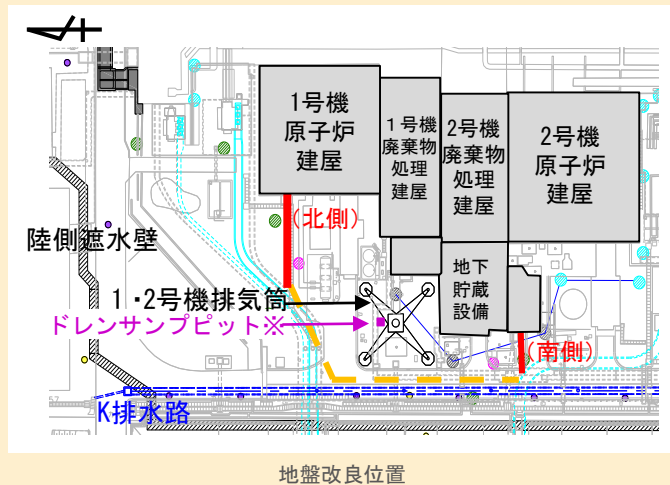 1号機
原子炉
建屋
1号機
廃棄物
処理
建屋
2号機
廃棄物
処理
建屋
2号機
原子炉
建屋
(北側)
陸側遮水壁
地下
貯蔵
設備
1・2号機排気筒
ドレンサンプピット※
(南側)
K排水路
地盤改良位置